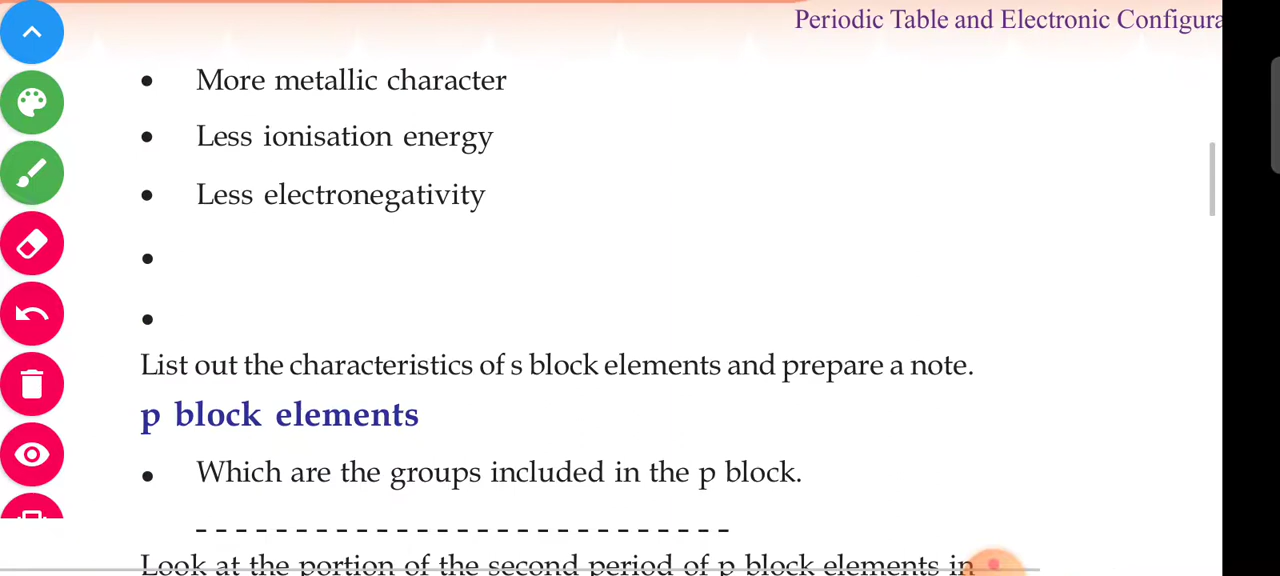 Periodic Table and Electronic Configura
• More metallic character
• Less ionisation energy
• Less electronegativity
•
•
List out the characteristics of s block elements and prepare a note.
p block elements
• Which are the groups included in the p block.
- - - - - - - - - - - - - - - - - - - - - - - - - - -
Look at the portion of the second period of p block elements in